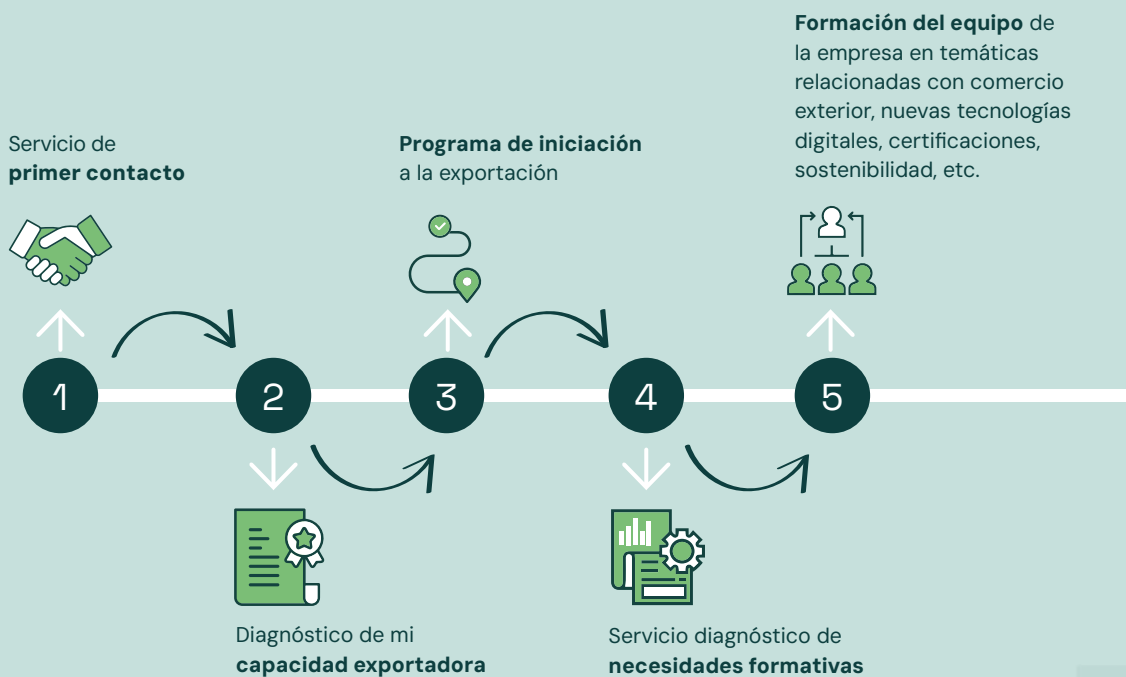 Servicio de
primer contacto
1
Diagnóstico de mi
capacidad exportadora
2
Programa de iniciación
a la exportación
3
Servicio diagnóstico de
necesidades formativas
4
Formación del equipo de
la empresa en temáticas
relacionadas con comercio
exterior, nuevas tecnologías
digitales, certificaciones,
sostenibilidad, etc.
5